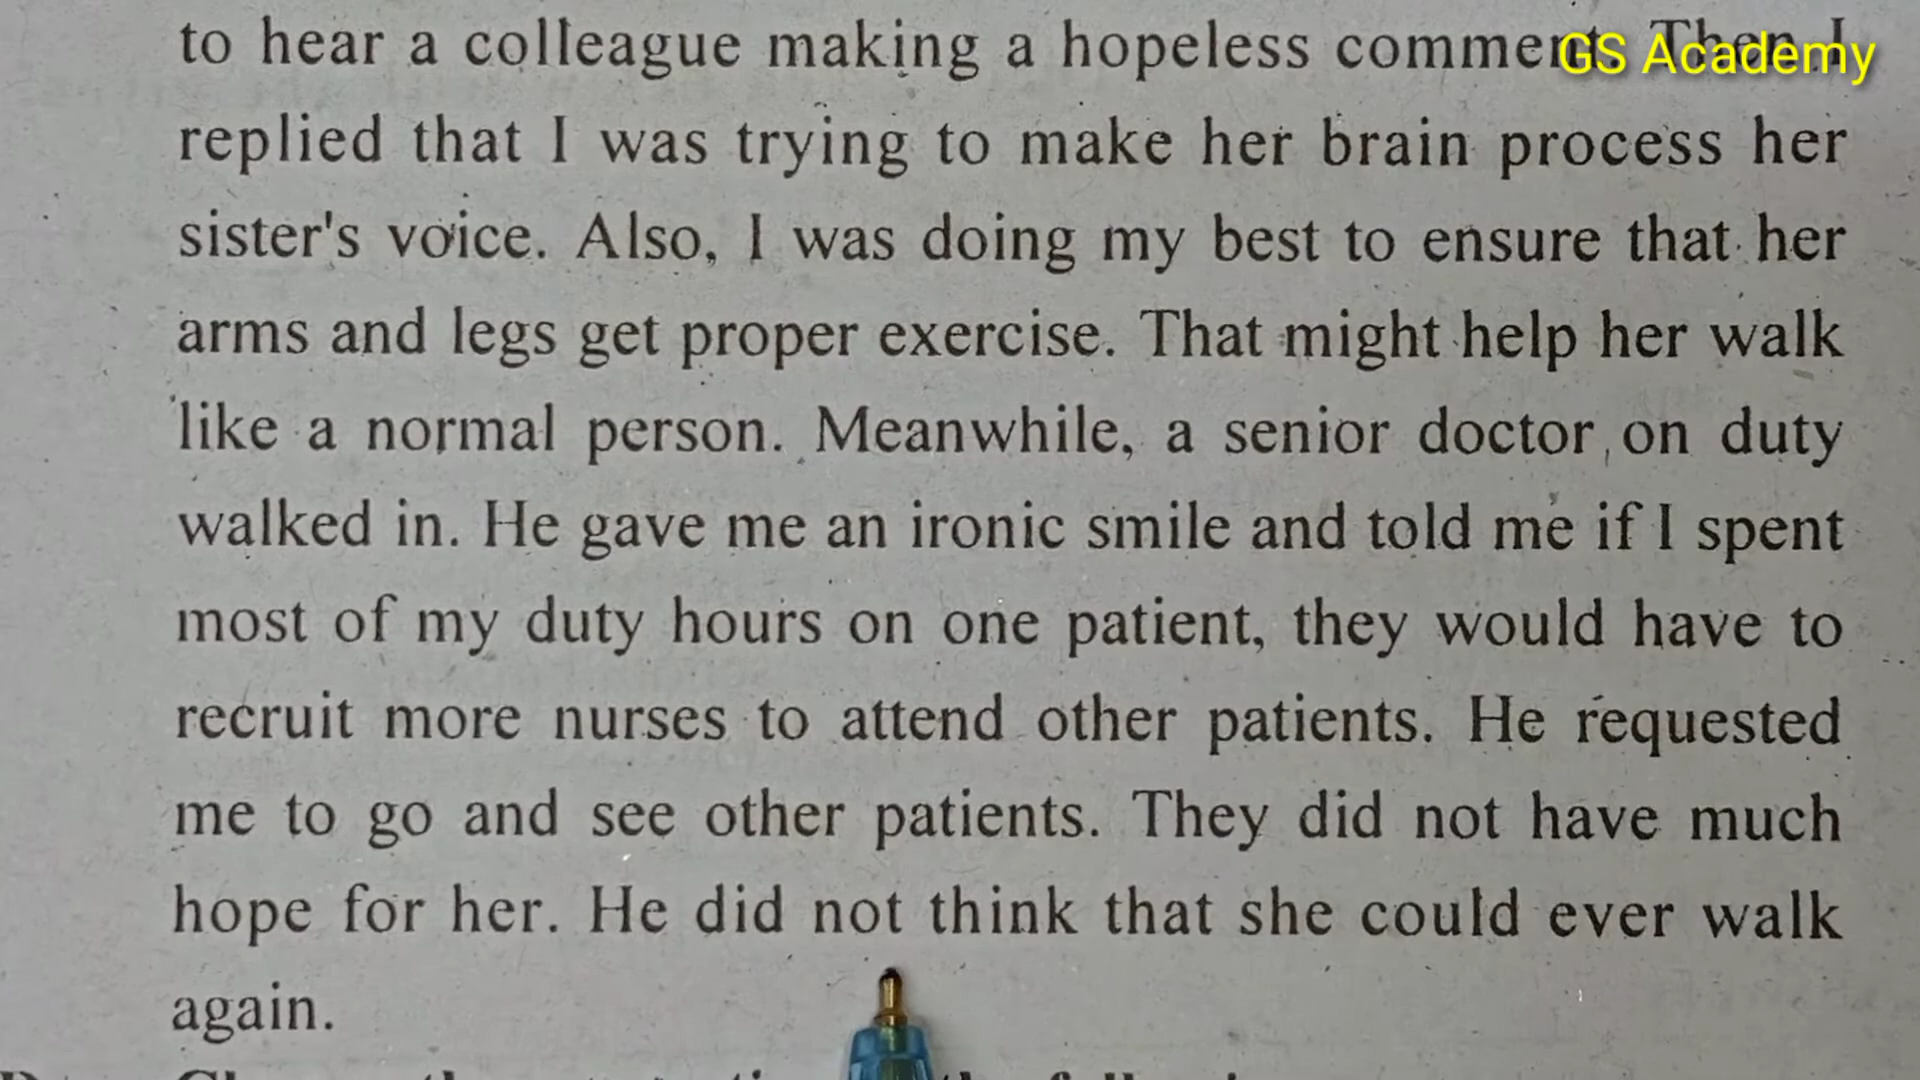 to hear a colleague making a hopeless comment. Then I
GS Academy
replied that I was trying to make her brain process her
sister's voice. Also, I was doing my best to ensure that her
arms and legs get proper exercise. That might help her walk
like a normal person. Meanwhile, a senior doctor on duty
walked in. He gave me an ironic smile and told me if I spent
most of my duty hours on one patient, they would have to
recruit more nurses to attend other patients. He requested
me to go and see other patients. They did not have much
hope for her. He did not think that she could ever walk
again.